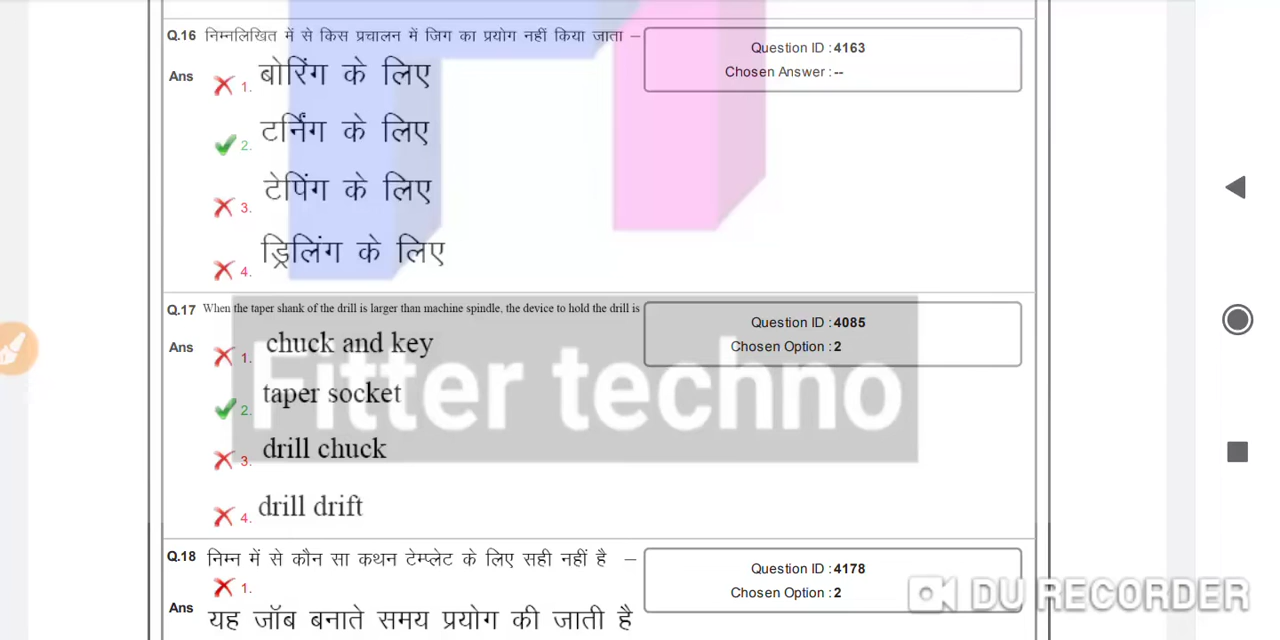 Q.16 निम्नलिखित में से किस प्रचालन में जिग का प्रयोग नहीं किया जाता –
Question ID : 4163
Chosen Answer : --
Ans
1. बोरिंग के लिए
2. टर्निंग के लिए
3. टेपिंग के लिए
4. ड्रिलिंग के लिए
Q.17 When the taper shank of the drill is larger than machine spindle, the device to hold the drill is
Question ID : 4085
Chosen Option : 2
Ans
1. chuck and key
2. taper socket
3. drill chuck
4. drill drift
Fitter techno
Q.18 निम्न में से कौन सा कथन टेम्प्लेट के लिए सही नहीं है –
Question ID : 4178
Chosen Option : 2
Ans
1.
यह जॉब बनाते समय प्रयोग की जाती है
DU RECORDER